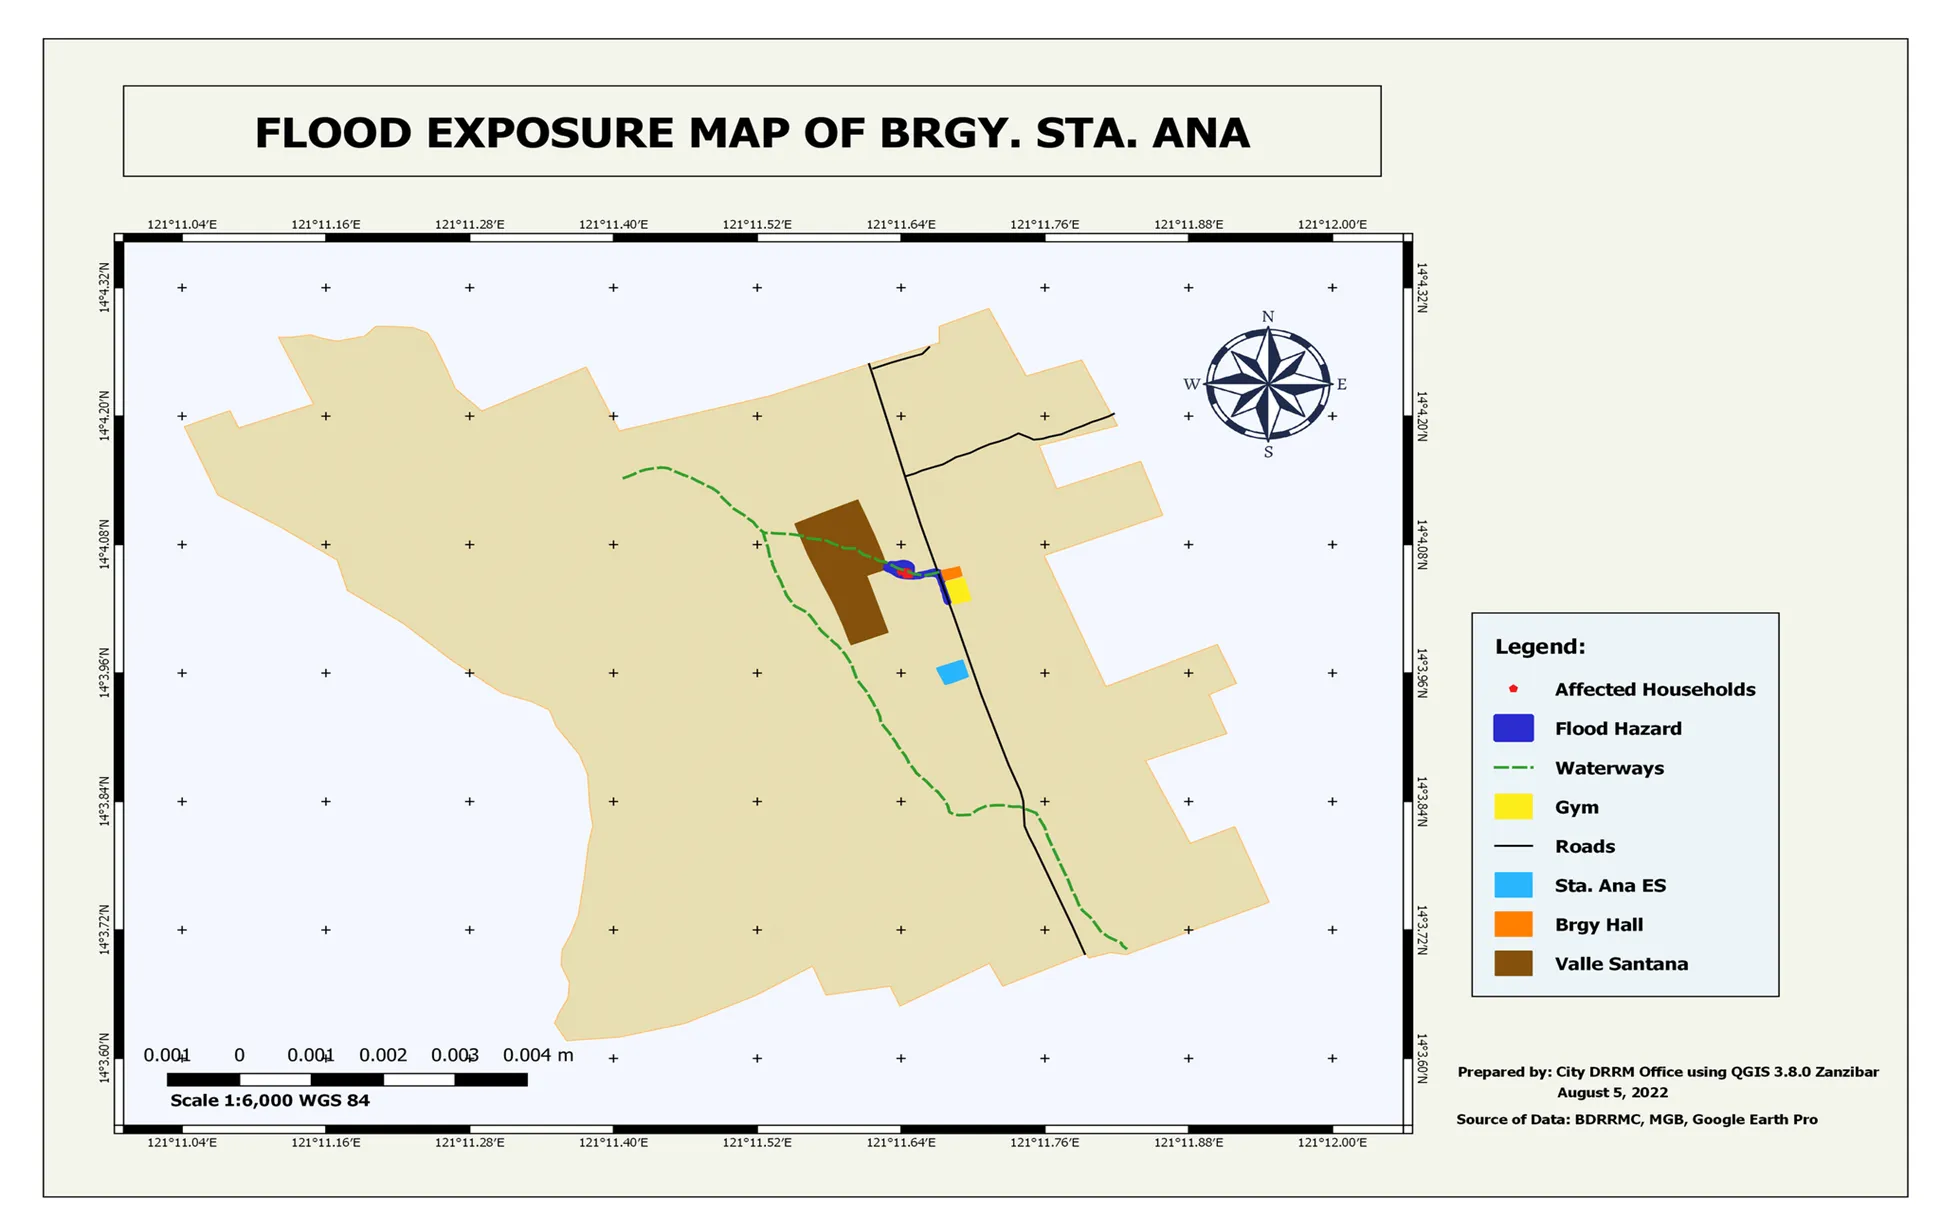 FLOOD EXPOSURE MAP OF BRGY. STA. ANA
121°11.04′E 121°11.16′E 121°11.28′E 121°11.40′E 121°11.52′E 121°11.64′E 121°11.76′E 121°11.88′E 121°12.00′E
14°4.32′N 14°4.32′N
N
W E
S
14°4.20′N 14°4.20′N
14°4.08′N 14°4.08′N
14°3.96′N 14°3.96′N
14°3.84′N 14°3.84′N
14°3.72′N 14°3.72′N
14°3.60′N 14°3.60′N
0.001 0 0.001 0.002 0.003 0.004 m
Scale 1:6,000 WGS 84
121°11.04′E 121°11.16′E 121°11.28′E 121°11.40′E 121°11.52′E 121°11.64′E 121°11.76′E 121°11.88′E 121°12.00′E
Legend:
Affected Households
Flood Hazard
Waterways
Gym
Roads
Sta. Ana ES
Brgy Hall
Valle Santana
Prepared by: City DRRM Office using QGIS 3.8.0 Zanzibar
August 5, 2022
Source of Data: BDRRMC, MGB, Google Earth Pro